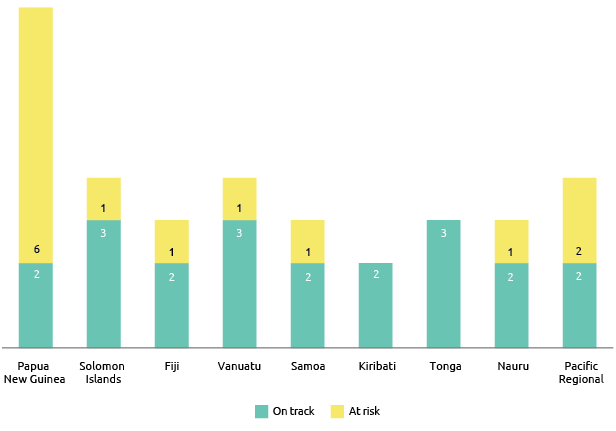 6
2
1
3
1
2
1
3
1
2
2
3
1
2
2
2
Papua
New Guinea
Solomon
Islands
Fiji
Vanuatu
Samoa
Kiribati
Tonga
Nauru
Pacific
Regional
On track
At risk